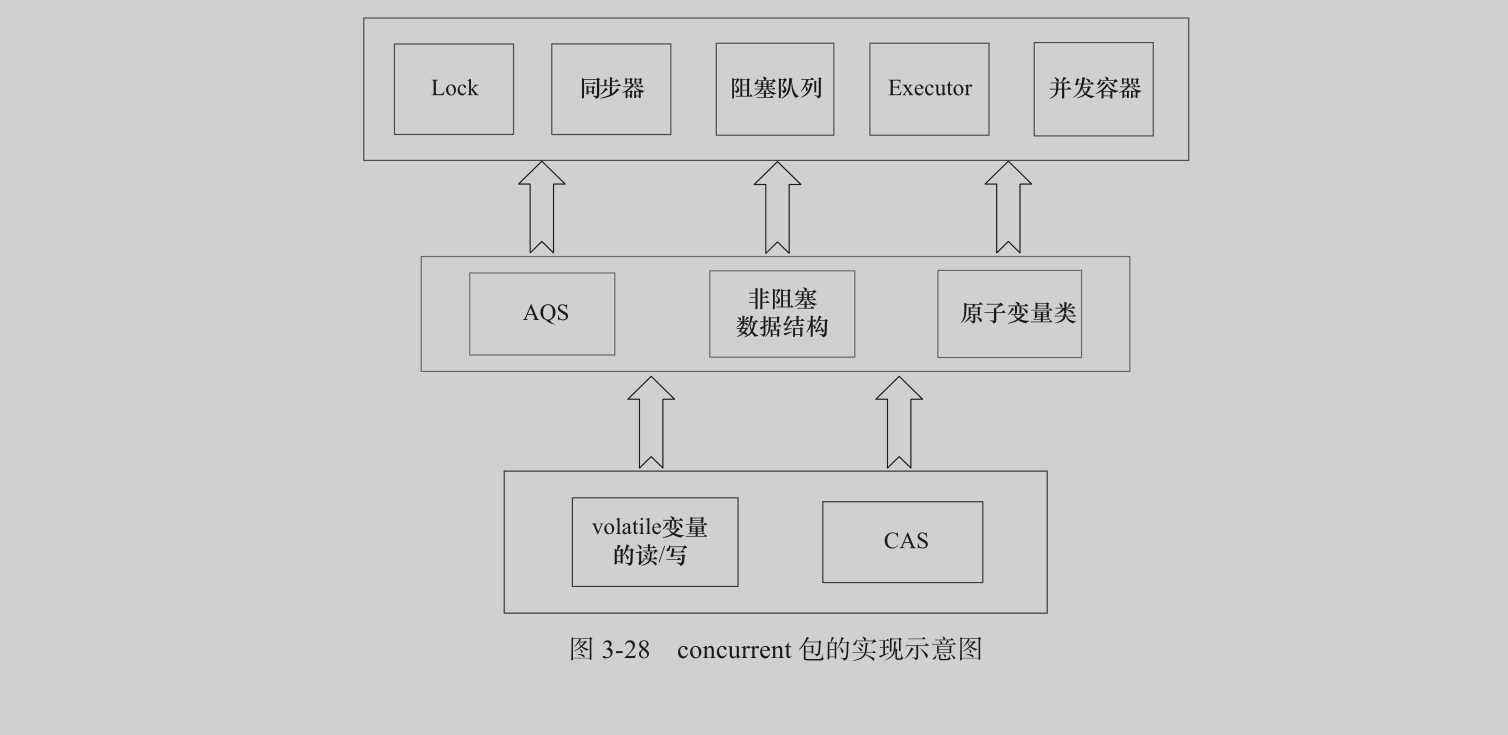 Lock
同步器
阻塞队列
Executor
并发容器
AQS
非阻塞
数据结构
原子变量类
volatile变量
的读/写
CAS
图 3-28 concurrent 包的实现示意图